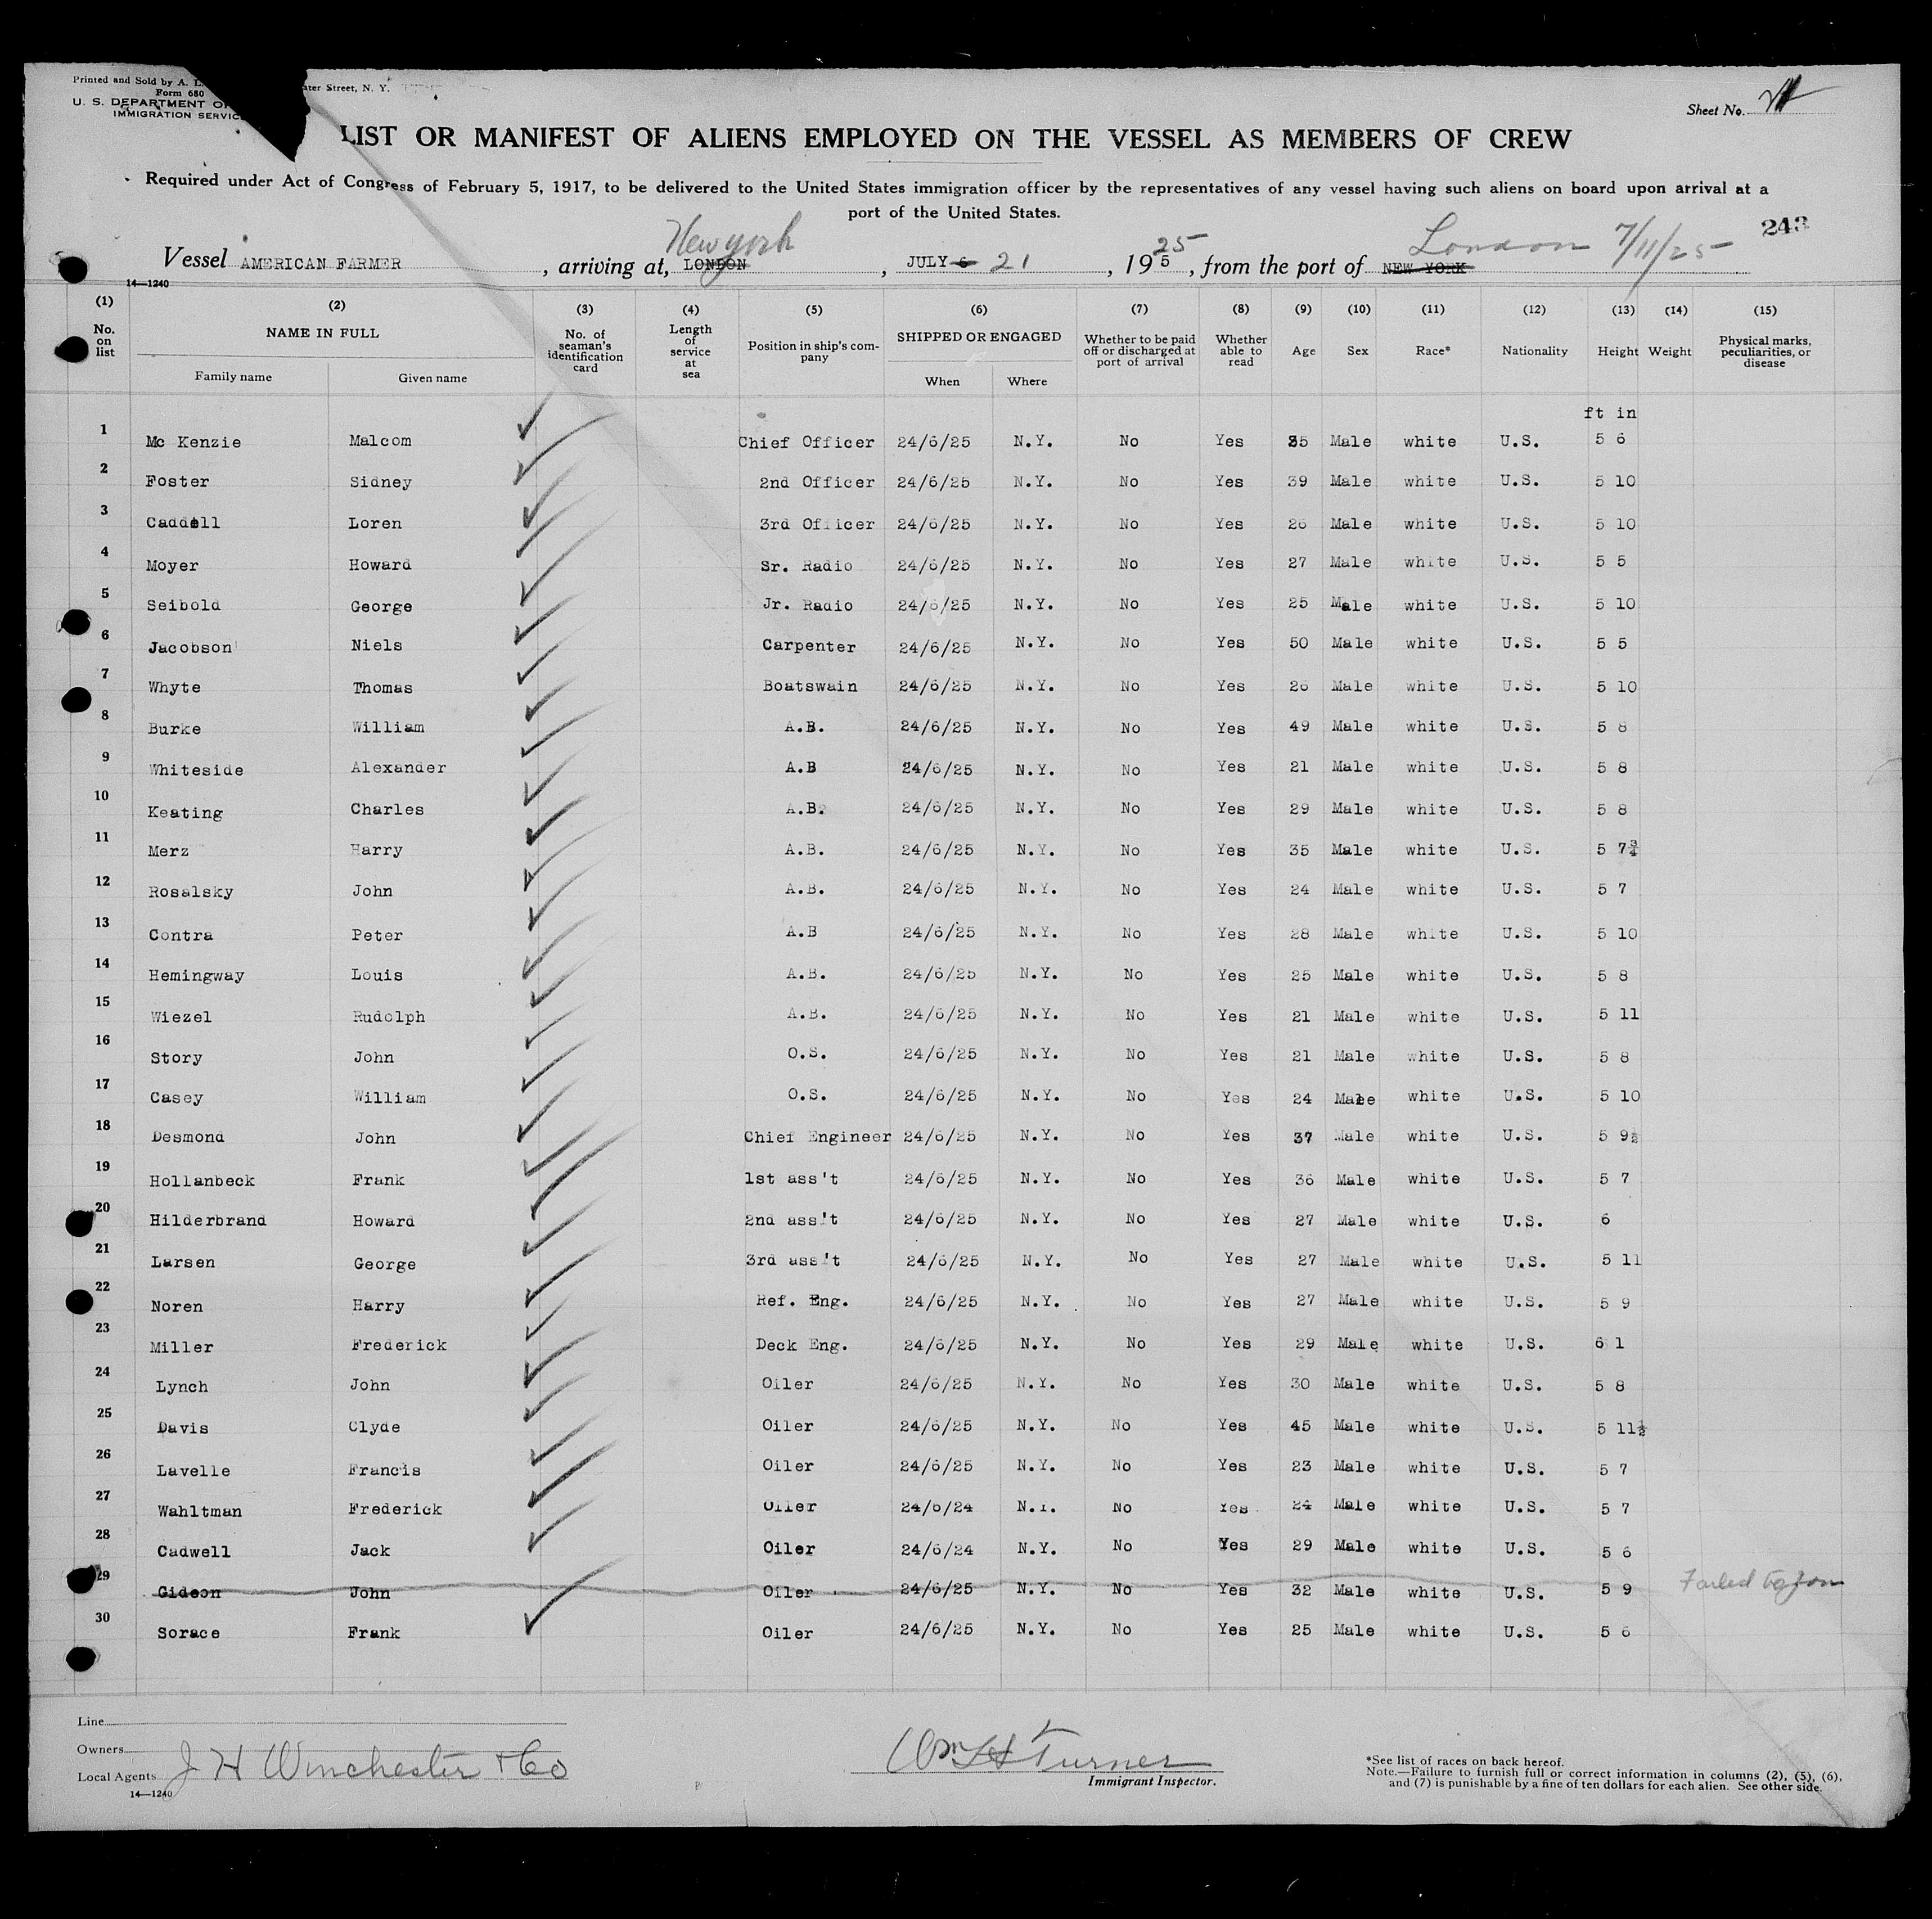 Printed and Sold by A. L. ater Street, N. Y.
Form 680
U. S. DEPARTMENT OF
IMMIGRATION SERVICE
Sheet No.
LIST OR MANIFEST OF ALIENS EMPLOYED ON THE VESSEL AS MEMBERS OF CREW
Required under Act of Congress of February 5, 1917, to be delivered to the United States immigration officer by the representatives of any vessel having such aliens on board upon arrival at a
port of the United States.
243
New York 25 London 7/11/25
Vessel AMERICAN FARMER, arriving at, LONDON, JULY 6 21, 19 5, from the port of NEW YORK
14—1240
(1) (2) (3) (4) (5) (6) (7) (8) (9) (10) (11) (12) (13) (14) (15)
No. on list NAME IN FULL No. of seaman's identification card Length of service at sea Position in ship's company SHIPPED OR ENGAGED Whether to be paid off or discharged at port of arrival Whether able to read Age Sex Race* Nationality Height Weight Physical marks, peculiarities, or disease
Family name Given name When Where
ft in
1 Mc Kenzie Malcom Chief Officer 24/6/25 N.Y. No Yes 35 Male white U.S. 5 6
2 Foster Sidney 2nd Officer 24/6/25 N.Y. No Yes 39 Male white U.S. 5 10
3 Caddell Loren 3rd Officer 24/6/25 N.Y. No Yes 26 Male white U.S. 5 10
4 Moyer Howard Sr. Radio 24/6/25 N.Y. No Yes 27 Male white U.S. 5 5
5 Seibold George Jr. Radio 24/6/25 N.Y. No Yes 25 Male white U.S. 5 10
6 Jacobson Niels Carpenter 24/6/25 N.Y. No Yes 50 Male white U.S. 5 5
7 Whyte Thomas Boatswain 24/6/25 N.Y. No Yes 26 Male white U.S. 5 10
8 Burke William A.B. 24/6/25 N.Y. No Yes 49 Male white U.S. 5 8
9 Whiteside Alexander A.B 24/6/25 N.Y. No Yes 21 Male white U.S. 5 8
10 Keating Charles A.B. 24/6/25 N.Y. No Yes 29 Male white U.S. 5 8
11 Merz Harry A.B. 24/6/25 N.Y. No Yes 35 Male white U.S. 5 7¾
12 Rosalsky John A.B. 24/6/25 N.Y. No Yes 24 Male white U.S. 5 7
13 Contra Peter A.B 24/6/25 N.Y. No Yes 28 Male white U.S. 5 10
14 Hemingway Louis A.B. 24/6/25 N.Y. No Yes 25 Male white U.S. 5 8
15 Wiezel Rudolph A.B. 24/6/25 N.Y. No Yes 21 Male white U.S. 5 11
16 Story John O.S. 24/6/25 N.Y. No Yes 21 Male white U.S. 5 8
17 Casey William O.S. 24/6/25 N.Y. No Yes 24 Male white U.S. 5 10
18 Desmond John Chief Engineer 24/6/25 N.Y. No Yes 37 Male white U.S. 5 9½
19 Hollanbeck Frank 1st ass't 24/6/25 N.Y. No Yes 36 Male white U.S. 5 7
20 Hilderbrand Howard 2nd ass't 24/6/25 N.Y. No Yes 27 Male white U.S. 6
21 Larsen George 3rd ass't 24/6/25 N.Y. No Yes 27 Male white U.S. 5 11
22 Noren Harry Ref. Eng. 24/6/25 N.Y. No Yes 27 Male white U.S. 5 9
23 Miller Frederick Deck Eng. 24/6/25 N.Y. No Yes 29 Male white U.S. 6 1
24 Lynch John Oiler 24/6/25 N.Y. No Yes 30 Male white U.S. 5 8
25 Davis Clyde Oiler 24/6/25 N.Y. No Yes 45 Male white U.S. 5 11½
26 Lavelle Francis Oiler 24/6/25 N.Y. No Yes 23 Male white U.S. 5 7
27 Wahltman Frederick Oiler 24/6/24 N.Y. No Yes 24 Male white U.S. 5 7
28 Cadwell Jack Oiler 24/6/24 N.Y. No Yes 29 Male white U.S. 5 6
29 Gideon John Oiler 24/6/25 N.Y. No Yes 32 Male white U.S. 5 9 Failed to join
30 Sorace Frank Oiler 24/6/25 N.Y. No Yes 25 Male white U.S. 5 6
Line
Owners
Local Agents J H Winchester & Co
14—1240
Wm H Turner
Immigrant Inspector.
*See list of races on back hereof.
Note.—Failure to furnish full or correct information in columns (2), (5), (6),
and (7) is punishable by a fine of ten dollars for each alien. See other side.